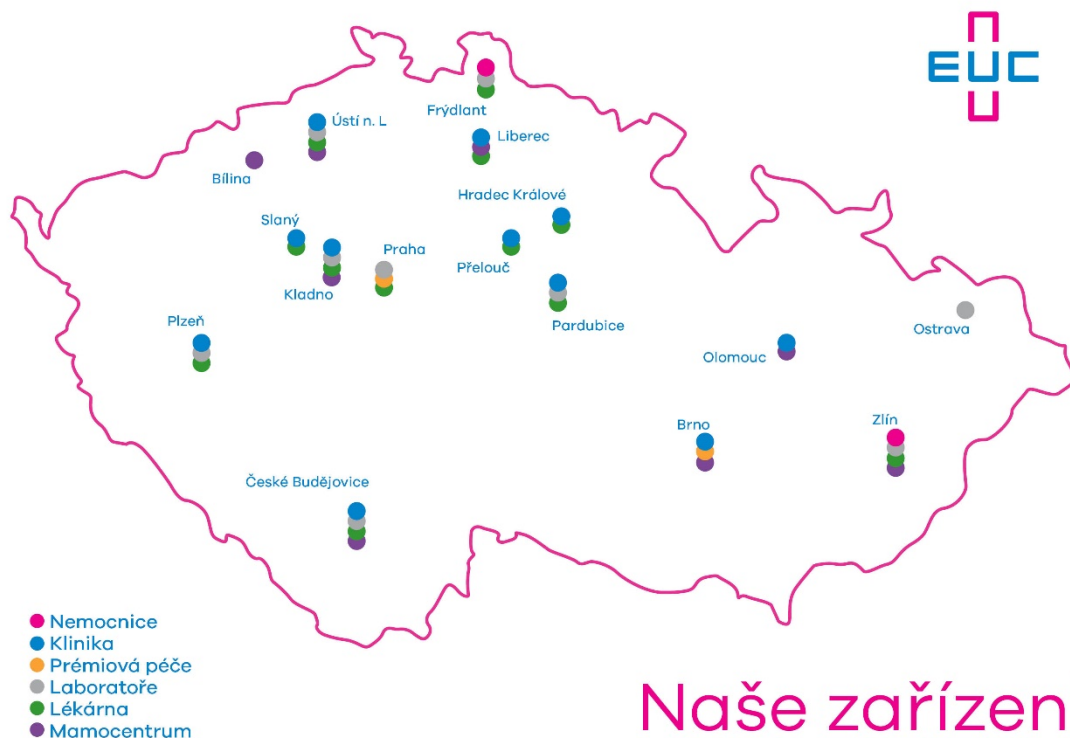 EUC
Frýdlant
Ústí n. L
Liberec
Bílina
Hradec Králové
Slaný
Praha
Přelouč
Kladno
Pardubice
Plzeň
Ostrava
Olomouc
Brno
Zlín
České Budějovice
Nemocnice
Klinika
Prémiová péče
Laboratoře
Lékárna
Mamocentrum
Naše zařízen